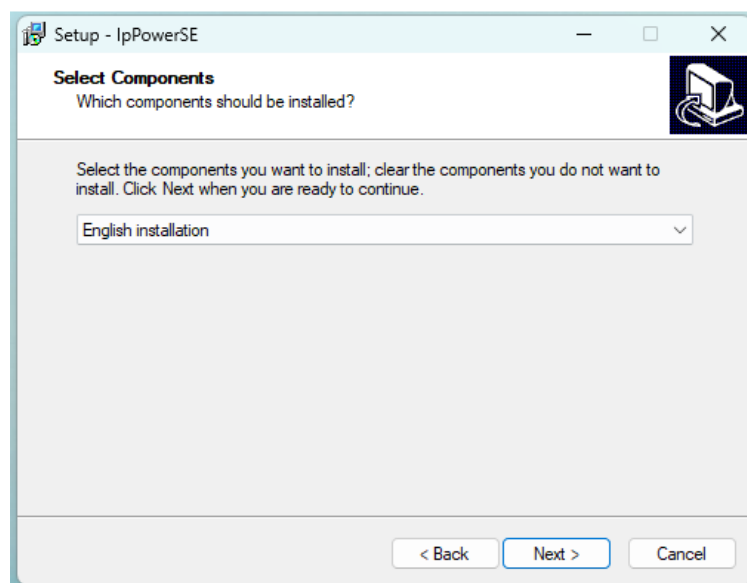 Setup - IpPowerSE
Select Components
Which components should be installed?
Select the components you want to install; clear the components you do not want to
install. Click Next when you are ready to continue.
English installation
< Back
Next >
Cancel